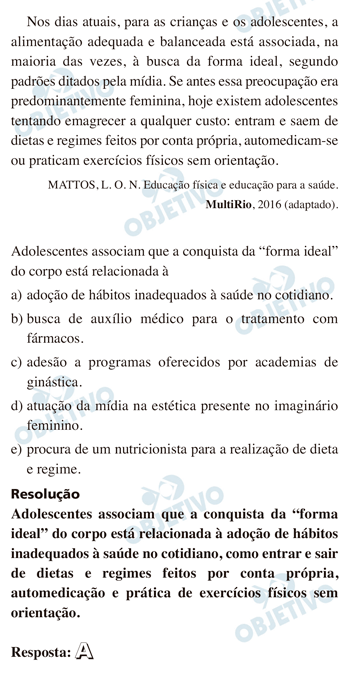 Nos dias atuais, para as crianças e os adolescentes, a
alimentação adequada e balanceada está associada, na
maioria das vezes, à busca da forma ideal, segundo
padrões ditados pela mídia. Se antes essa preocupação era
predominantemente feminina, hoje existem adolescentes
tentando emagrecer a qualquer custo: entram e saem de
dietas e regimes feitos por conta própria, automedicam-se
ou praticam exercícios físicos sem orientação.
MATTOS, L. O. N. Educação física e educação para a saúde.
MultiRio, 2016 (adaptado).
Adolescentes associam que a conquista da “forma ideal”
do corpo está relacionada à
a) adoção de hábitos inadequados à saúde no cotidiano.
b) busca de auxílio médico para o tratamento com
fármacos.
c) adesão a programas oferecidos por academias de
ginástica.
d) atuação da mídia na estética presente no imaginário
feminino.
e) procura de um nutricionista para a realização de dieta
e regime.
Resolução
Adolescentes associam que a conquista da “forma
ideal” do corpo está relacionada à adoção de hábitos
inadequados à saúde no cotidiano, como entrar e sair
de dietas e regimes feitos por conta própria,
automedicação e prática de exercícios físicos sem
orientação.
Resposta: A
OBJETIVO
OBJETIVO
OBJETIVO
OBJETIVO
OBJETIVO
OBJETIVO
OBJETIVO